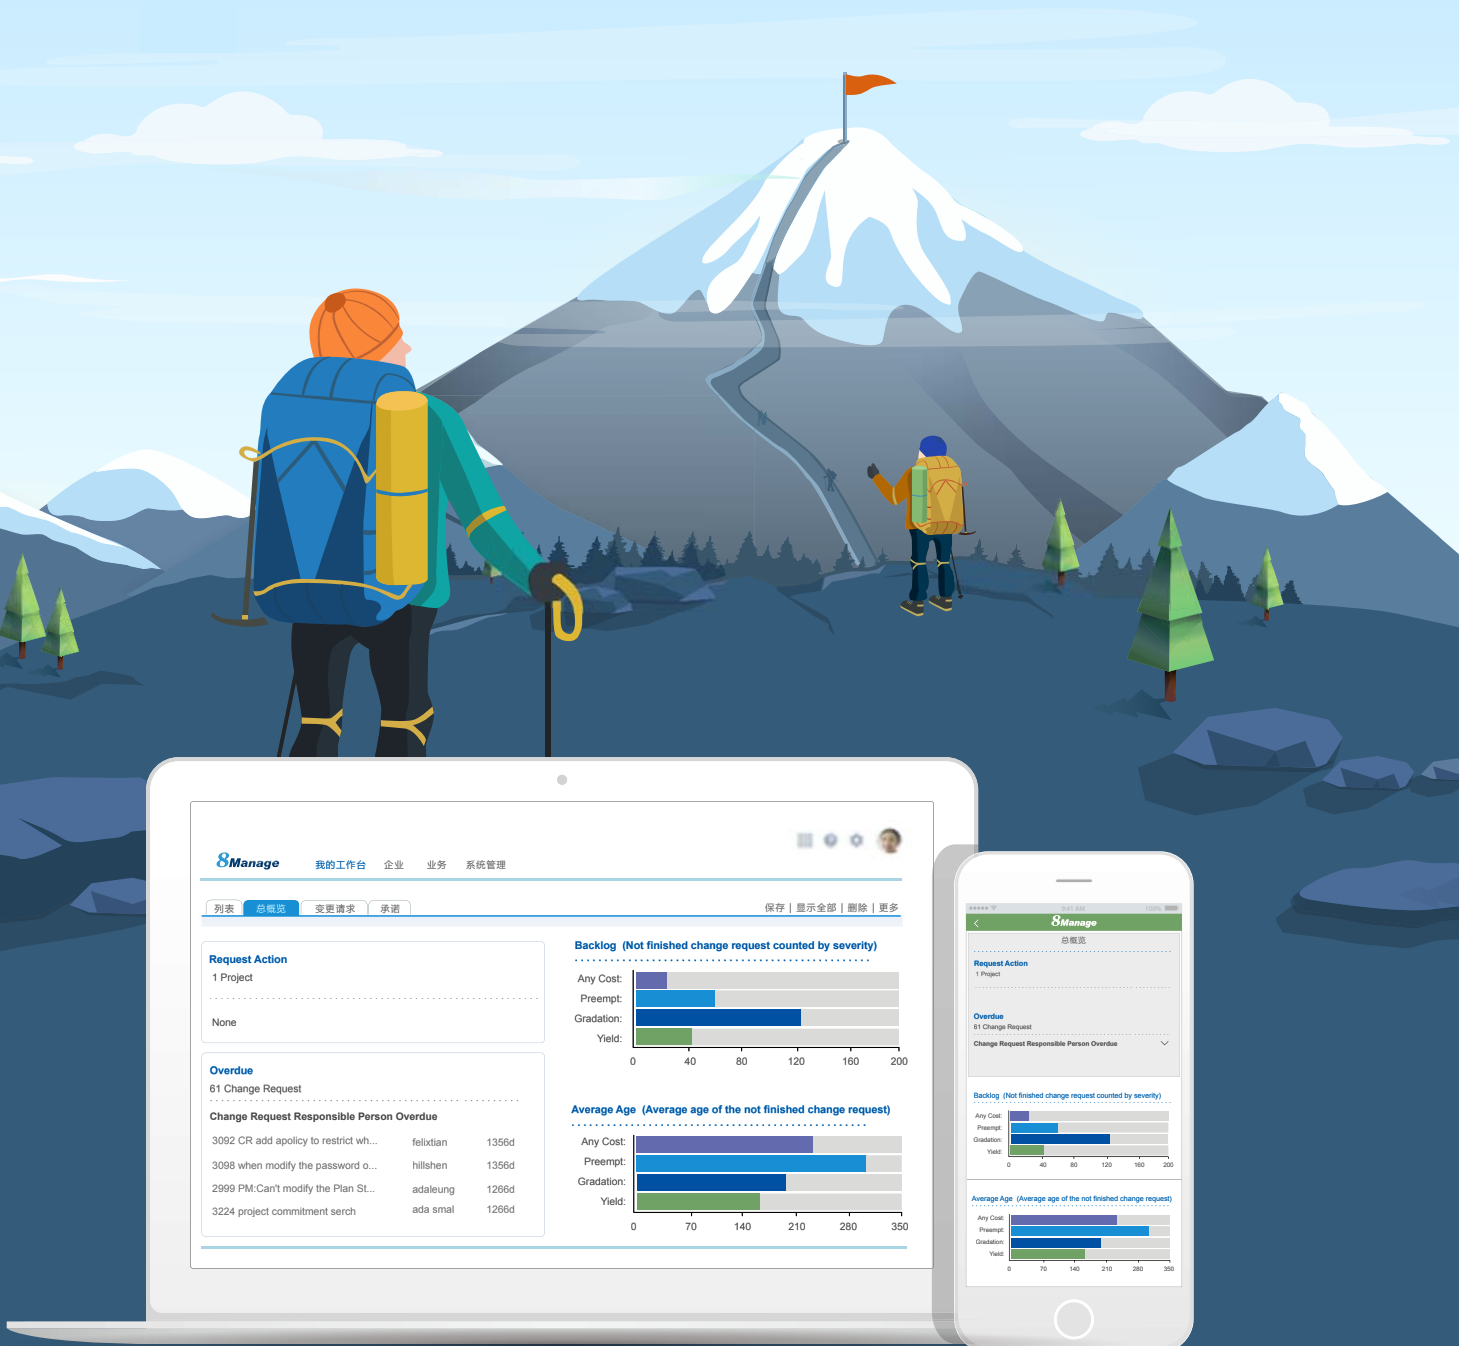 8Manage 我的工作台 企业 业务 系统管理
列表 总概览 变更请求 承诺 保存 | 显示全部 | 删除 | 更多
Request Action
1 Project
None
Overdue
61 Change Request
Change Request Responsible Person Overdue
3092 CR add apolicy to restrict wh... felixtian 1356d
3098 when modify the password o... hillshen 1356d
2999 PM:Can't modify the Plan St... adaleung 1266d
3224 project commitment serch ada smal 1266d
Backlog (Not finished change request counted by severity)
Any Cost:
Preempt:
Gradation:
Yield:
0 40 80 120 160 200
Average Age (Average age of the not finished change request)
Any Cost:
Preempt:
Gradation:
Yield:
0 70 140 210 280 350
9:41 AM 100%
8Manage
总概览
Request Action
1 Project
Overdue
61 Change Request
Change Request Responsible Person Overdue
Backlog (Not finished change request counted by severity)
Any Cost:
Preempt:
Gradation:
Yield:
0 40 80 120 160 200
Average Age (Average age of the not finished change request)
Any Cost:
Preempt:
Gradation:
Yield:
0 70 140 210 280 350